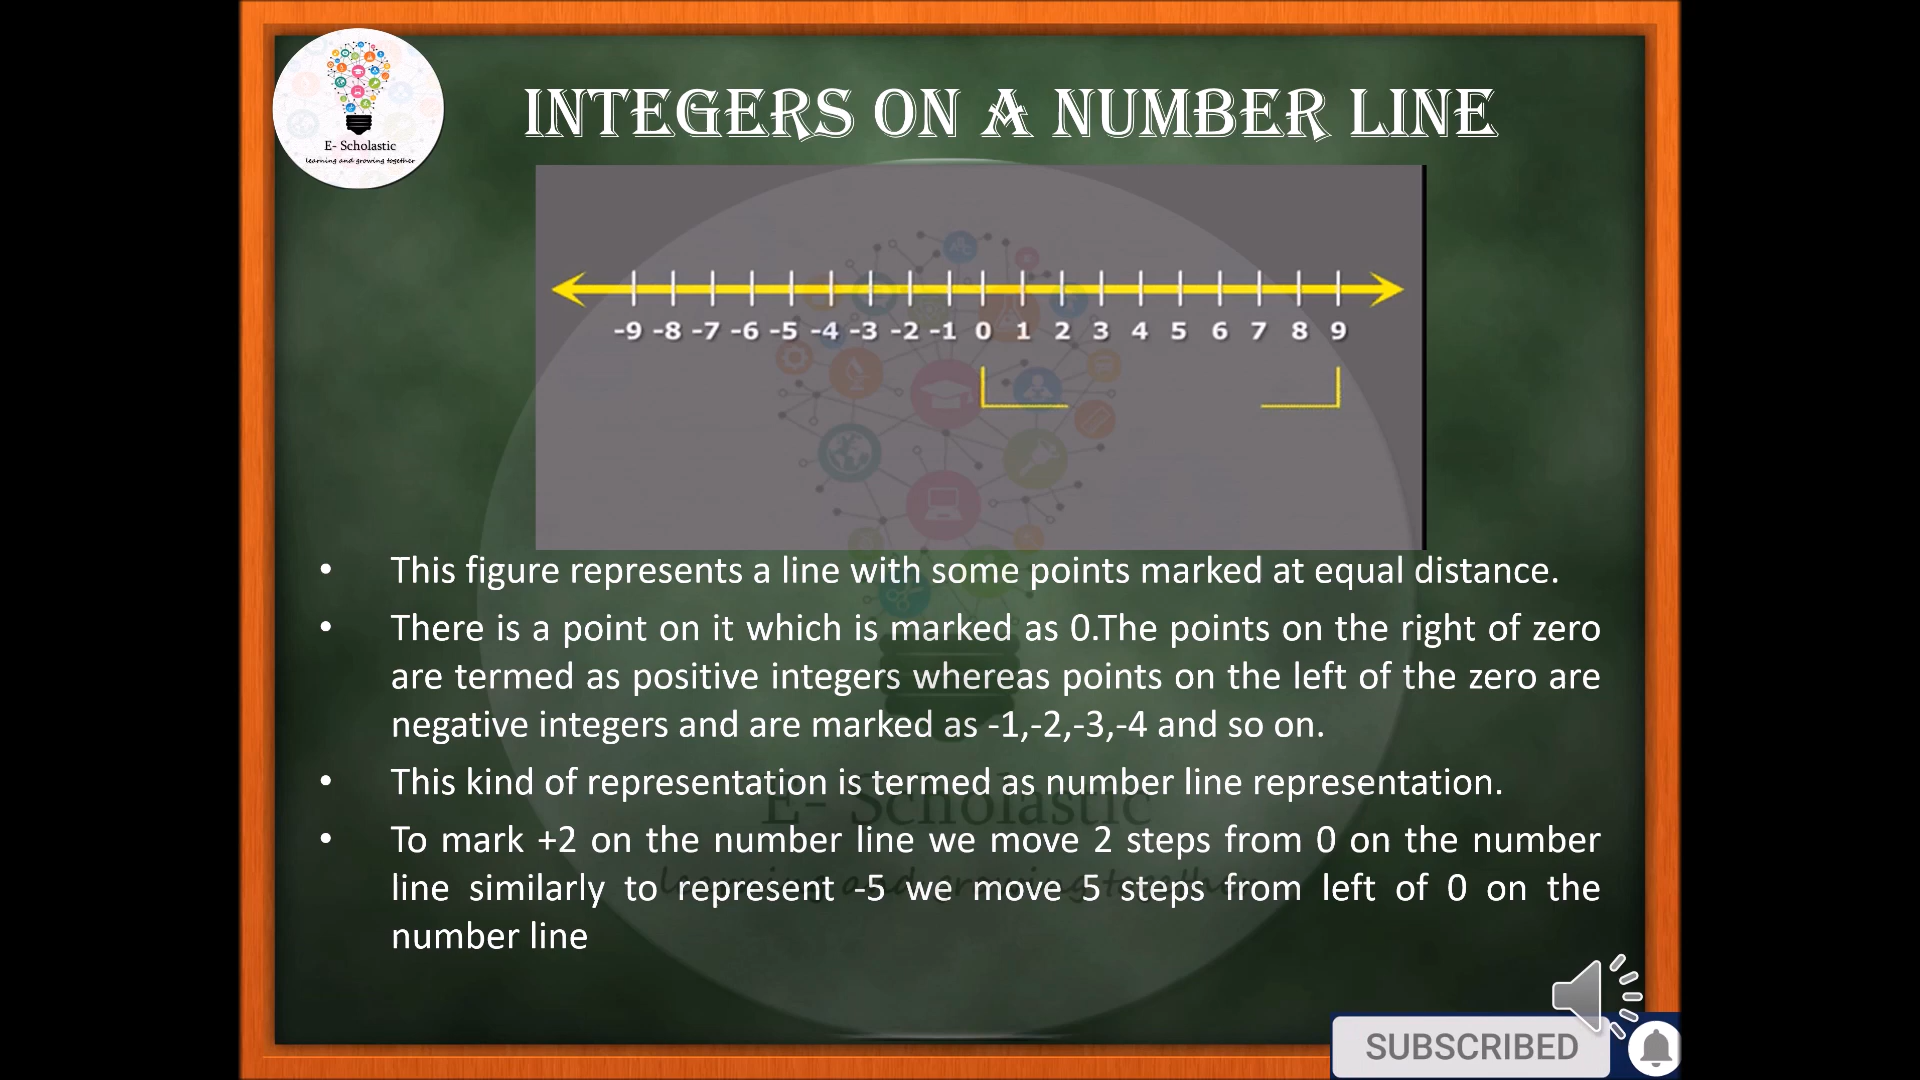 E- Scholastic
learning and growing together
INTEGERS ON A NUMBER LINE
-9 -8 -7 -6 -5 -4 -3 -2 -1 0 1 2 3 4 5 6 7 8 9
• This figure represents a line with some points marked at equal distance.
• There is a point on it which is marked as 0.The points on the right of zero
are termed as positive integers whereas points on the left of the zero are
negative integers and are marked as -1,-2,-3,-4 and so on.
• This kind of representation is termed as number line representation.
E- Scholastic
• To mark +2 on the number line we move 2 steps from 0 on the number
line similarly to represent -5 we move 5 steps from left of 0 on the
learning and growing together
number line
SUBSCRIBED